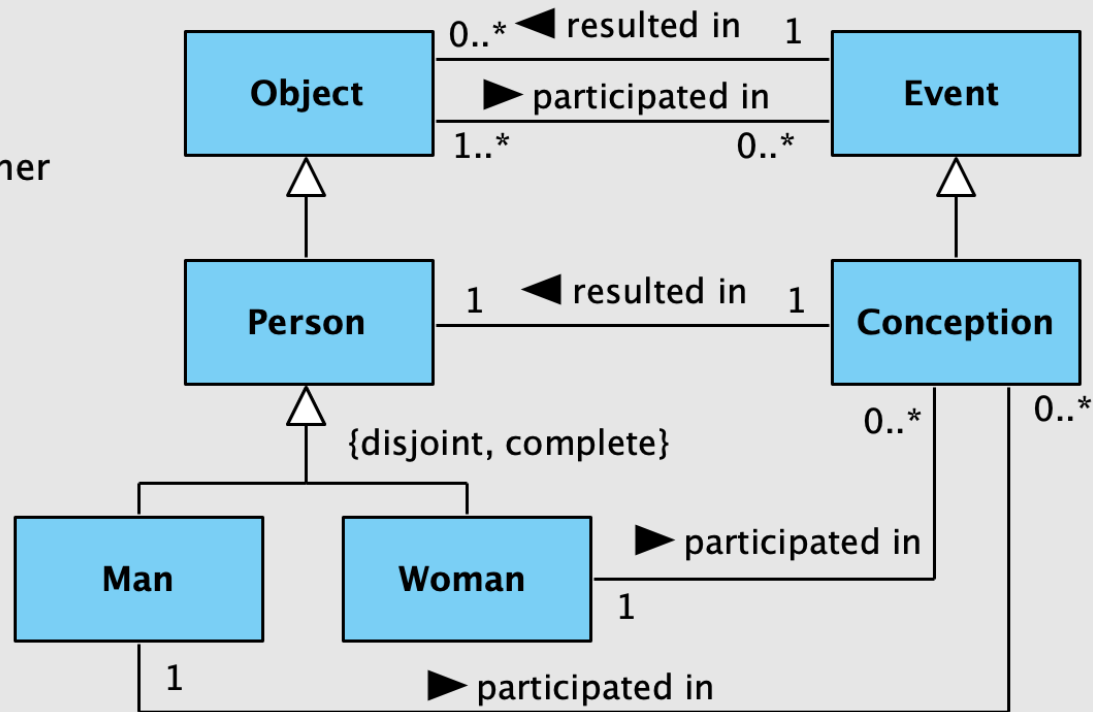 0..* ◀ resulted in 1
Object
Event
▶ participated in
1..* 0..*
1 ◀ resulted in 1
Person
Conception
0..* 0..*
{disjoint, complete}
▶ participated in
Man
Woman
1
1
▶ participated in